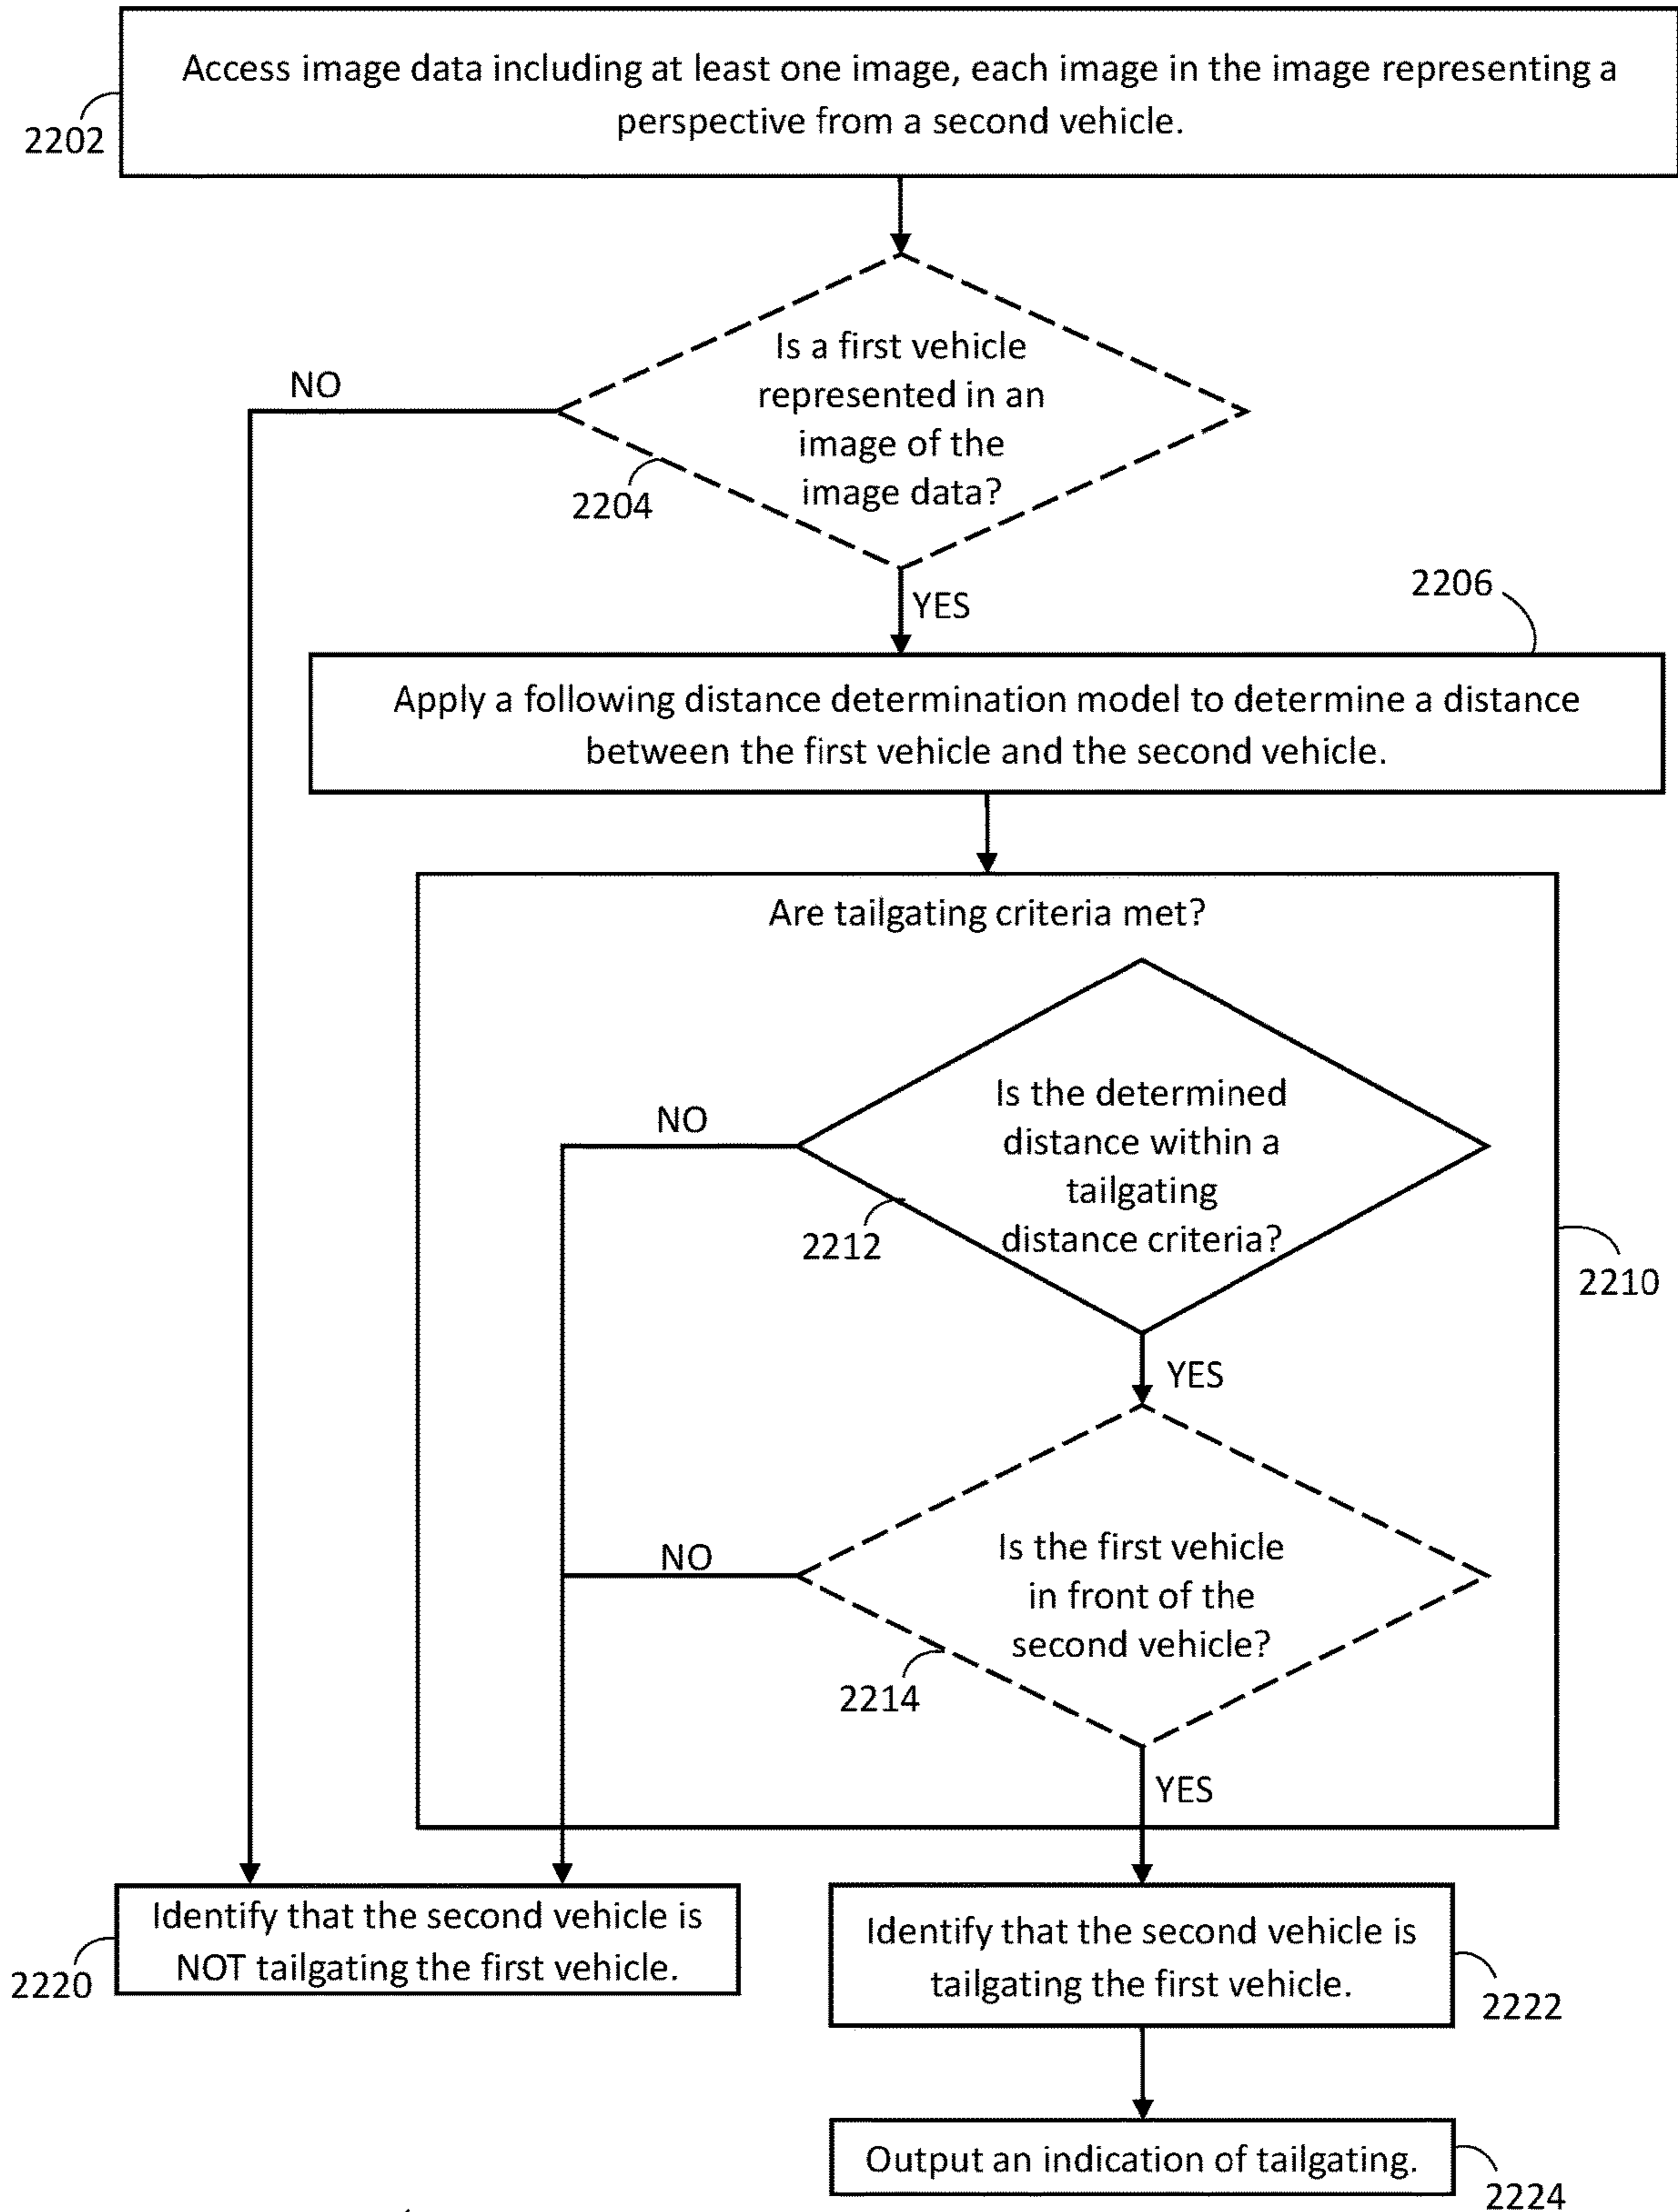 Access image data including at least one image, each image in the image representing a
perspective from a second vehicle.
2202
Is a first vehicle
represented in an
image of the
image data?
NO
2204
YES
2206
Apply a following distance determination model to determine a distance
between the first vehicle and the second vehicle.
Are tailgating criteria met?
Is the determined
distance within a
tailgating
distance criteria?
NO
2212
2210
YES
Is the first vehicle
in front of the
second vehicle?
NO
2214
YES
Identify that the second vehicle is
NOT tailgating the first vehicle.
2220
Identify that the second vehicle is
tailgating the first vehicle.
2222
Output an indication of tailgating.
2224